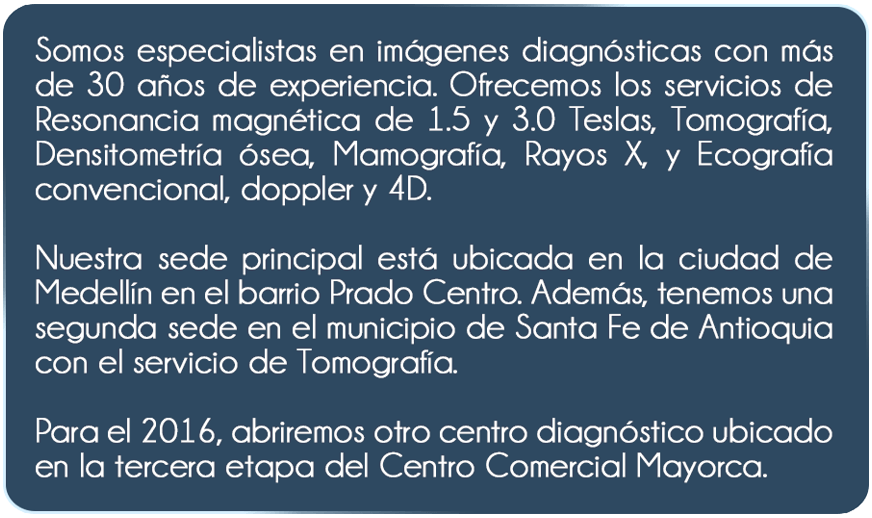 Somos especialistas en imágenes diagnósticas con más
de 30 años de experiencia. Ofrecemos los servicios de
Resonancia magnética de 1.5 y 3.0 Teslas, Tomografía,
Densitometría ósea, Mamografía, Rayos X, y Ecografía
convencional, doppler y 4D.
Nuestra sede principal está ubicada en la ciudad de
Medellín en el barrio Prado Centro. Además, tenemos una
segunda sede en el municipio de Santa Fe de Antioquia
con el servicio de Tomografía.
Para el 2016, abriremos otro centro diagnóstico ubicado
en la tercera etapa del Centro Comercial Mayorca.